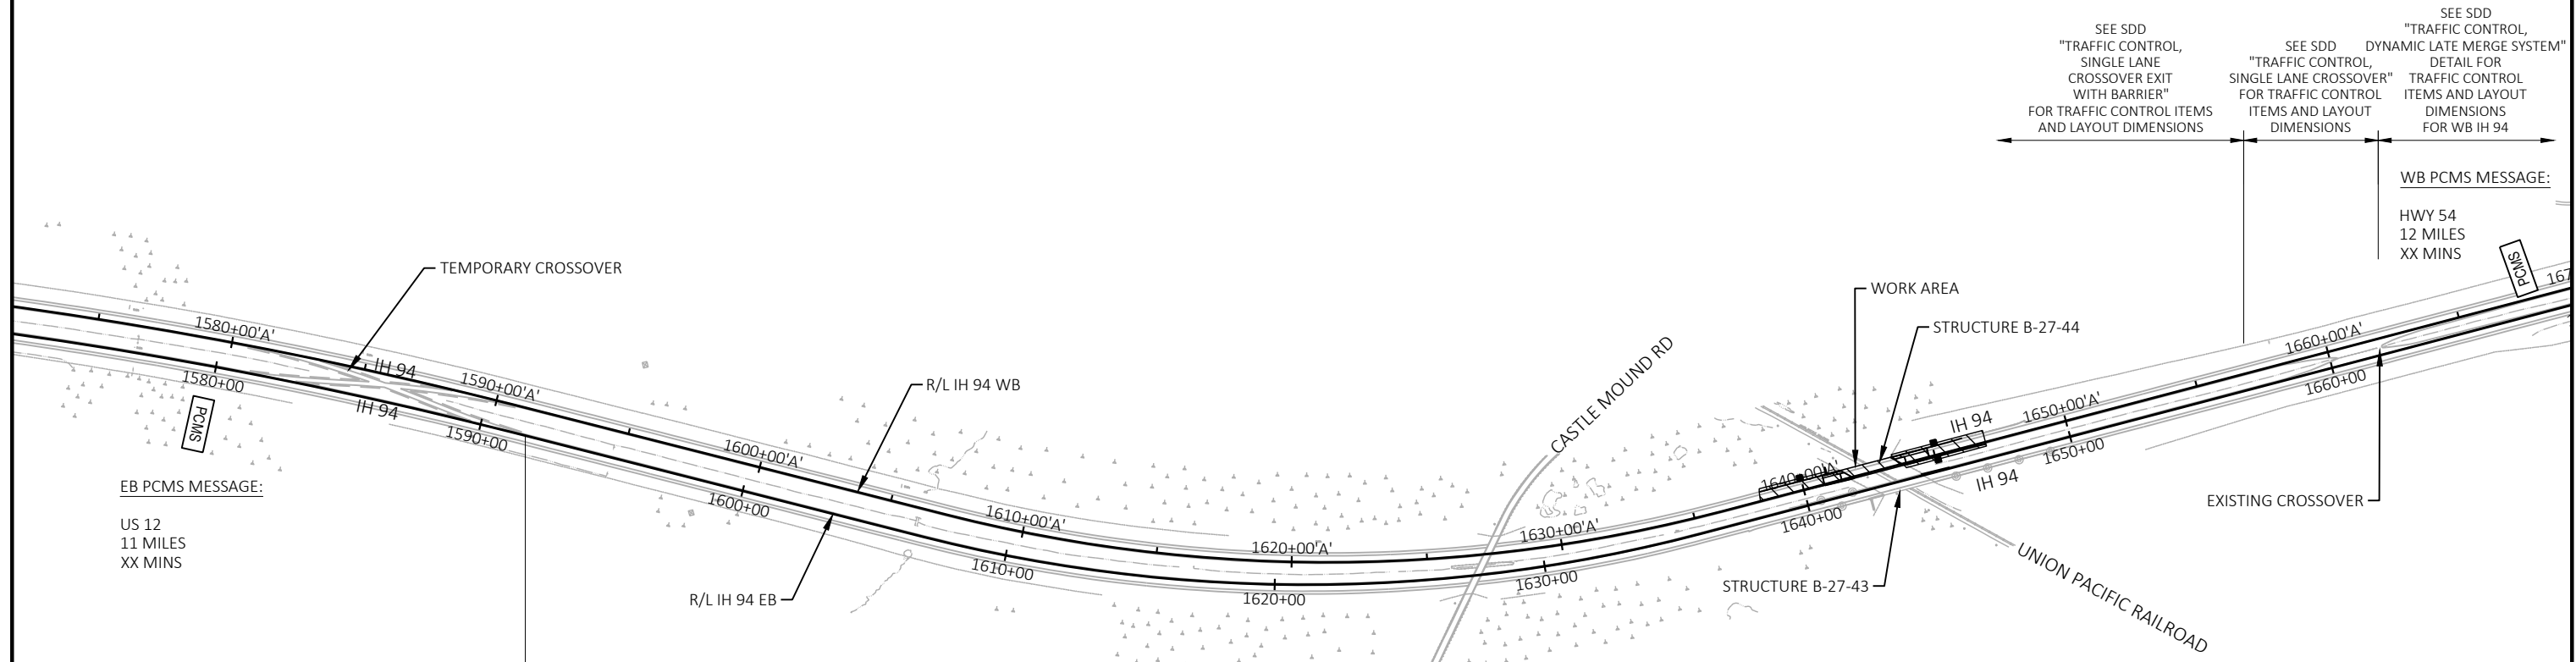 SEE SDD
"TRAFFIC CONTROL,
SINGLE LANE
CROSSOVER EXIT
WITH BARRIER"
FOR TRAFFIC CONTROL ITEMS
AND LAYOUT DIMENSIONS
SEE SDD
"TRAFFIC CONTROL,
SINGLE LANE CROSSOVER"
FOR TRAFFIC CONTROL
ITEMS AND LAYOUT
DIMENSIONS
SEE SDD
"TRAFFIC CONTROL,
DYNAMIC LATE MERGE SYSTEM"
DETAIL FOR
TRAFFIC CONTROL
ITEMS AND LAYOUT
DIMENSIONS
FOR WB IH 94
WB PCMS MESSAGE:
HWY 54
12 MILES
XX MINS
PCMS
TEMPORARY CROSSOVER
WORK AREA
STRUCTURE B-27-44
1580+00'A'
IH 94
1590+00'A'
R/L IH 94 WB
1600+00'A'
1610+00'A'
1620+00'A'
1630+00'A'
CASTLE MOUND RD
1640+00'A'
IH 94
1650+00'A'
1660+00'A'
1580+00
IH 94
1590+00
1600+00
1610+00
1620+00
1630+00
1640+00
IH 94
1650+00
1660+00
PCMS
EB PCMS MESSAGE:
US 12
11 MILES
XX MINS
R/L IH 94 EB
STRUCTURE B-27-43
UNION PACIFIC RAILROAD
EXISTING CROSSOVER